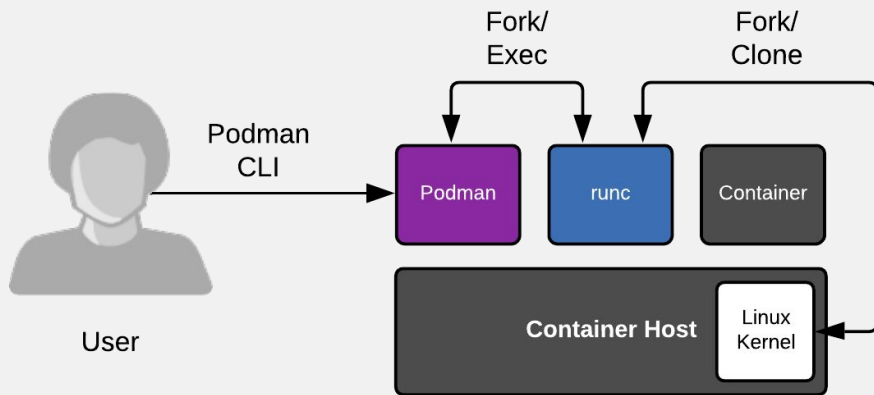 Fork/
Exec
Fork/
Clone
Podman
CLI
Podman
runc
Container
User
Container Host
Linux
Kernel